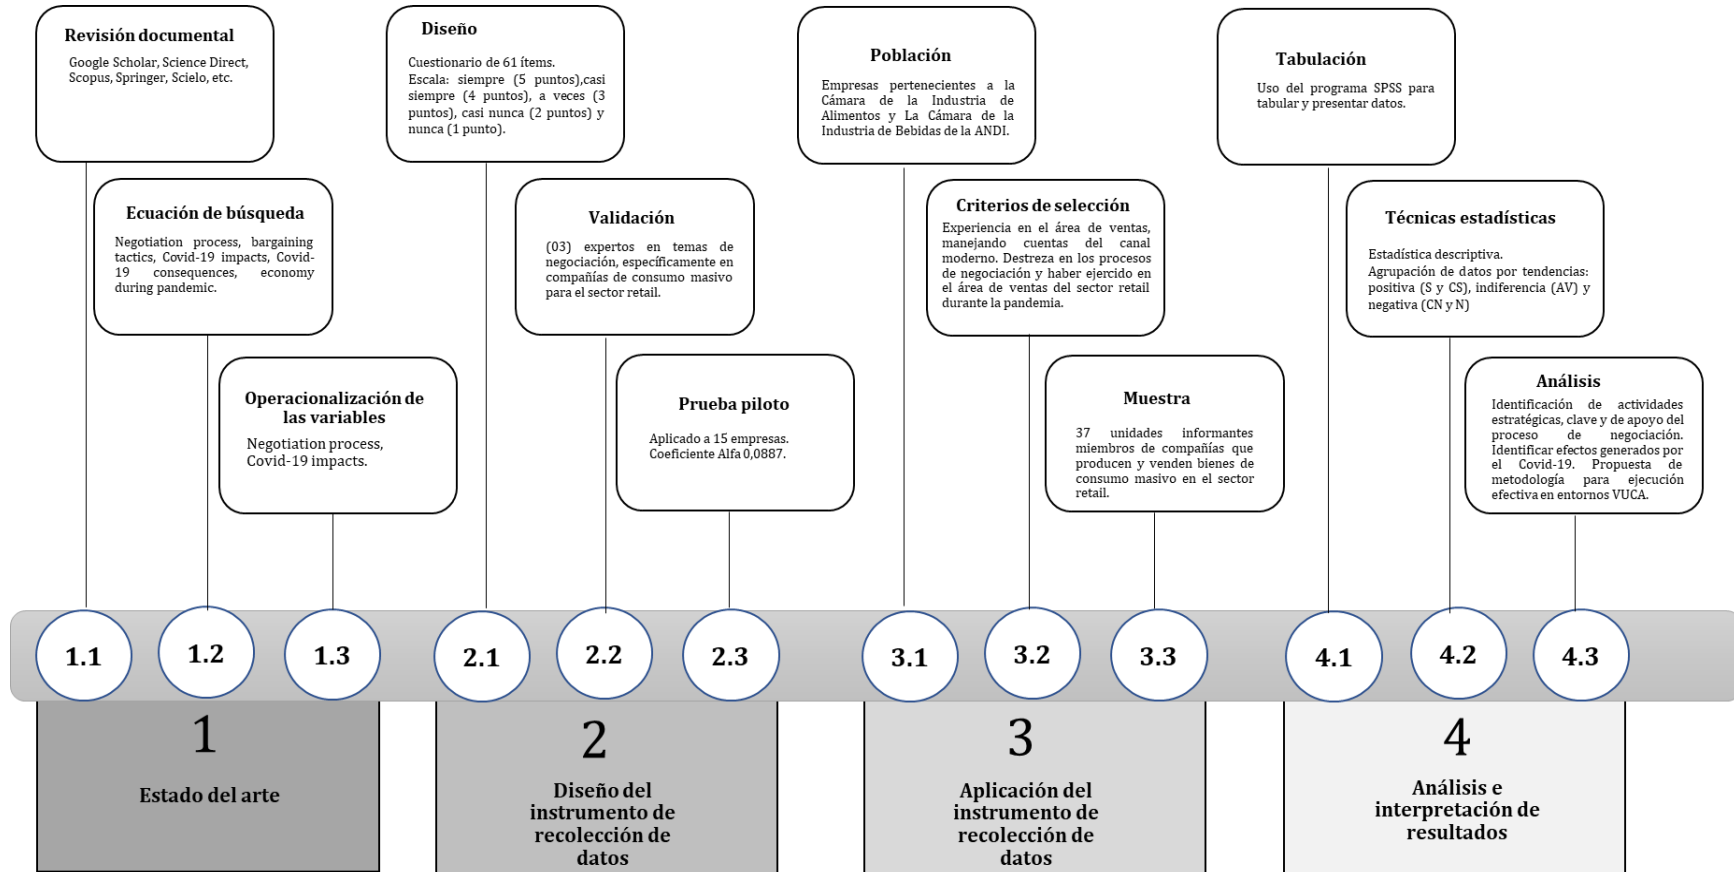 Revisión documental
Google Scholar, Science Direct,
Scopus, Springer, Scielo, etc.
Ecuación de búsqueda
Negotiation process, bargaining
tactics, Covid-19 impacts, Covid-
19 consequences, economy
during pandemic.
Operacionalización de
las variables
Negotiation process,
Covid-19 impacts.
Diseño
Cuestionario de 61 ítems.
Escala: siempre (5 puntos),casi
siempre (4 puntos), a veces (3
puntos), casi nunca (2 puntos) y
nunca (1 punto).
Validación
(03) expertos en temas de
negociación, específicamente en
compañías de consumo masivo
para el sector retail.
Prueba piloto
Aplicado a 15 empresas.
Coeficiente Alfa 0,0887.
Población
Empresas pertenecientes a la
Cámara de la Industria de
Alimentos y La Cámara de la
Industria de Bebidas de la ANDI.
Criterios de selección
Experiencia en el área de ventas,
manejando cuentas del canal
moderno. Destreza en los procesos
de negociación y haber ejercido en
el área de ventas del sector retail
durante la pandemia.
Muestra
37 unidades informantes
miembros de compañías que
producen y venden bienes de
consumo masivo en el sector
retail.
Tabulación
Uso del programa SPSS para
tabular y presentar datos.
Técnicas estadísticas
Estadística descriptiva.
Agrupación de datos por tendencias:
positiva (S y CS), indiferencia (AV) y
negativa (CN y N)
Análisis
Identificación de actividades
estratégicas, clave y de apoyo del
proceso de negociación.
Identificar efectos generados por
el Covid-19. Propuesta de
metodología para ejecución
efectiva en entornos VUCA.
1.1
1.2
1.3
2.1
2.2
2.3
3.1
3.2
3.3
4.1
4.2
4.3
1
Estado del arte
2
Diseño del
instrumento de
recolección de
datos
3
Aplicación del
instrumento de
recolección de
datos
4
Análisis e
interpretación de
resultados